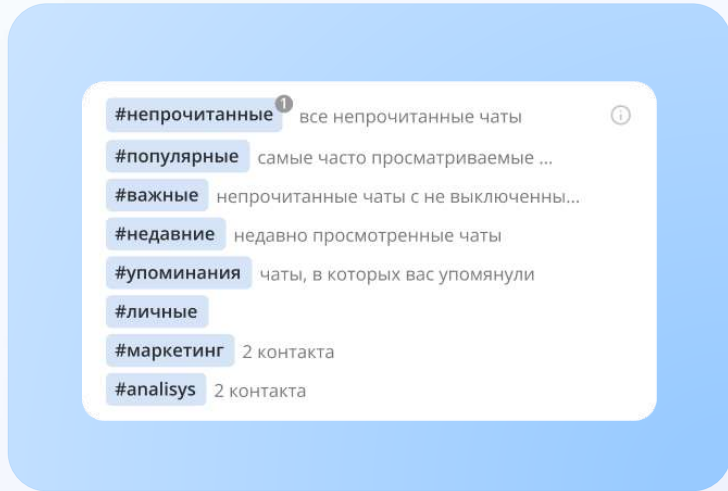 #непрочитанные 1 все непрочитанные чаты
#популярные самые часто просматриваемые ...
#важные непрочитанные чаты с не выключенны...
#недавние недавно просмотренные чаты
#упоминания чаты, в которых вас упомянули
#личные
#маркетинг 2 контакта
#analisys 2 контакта